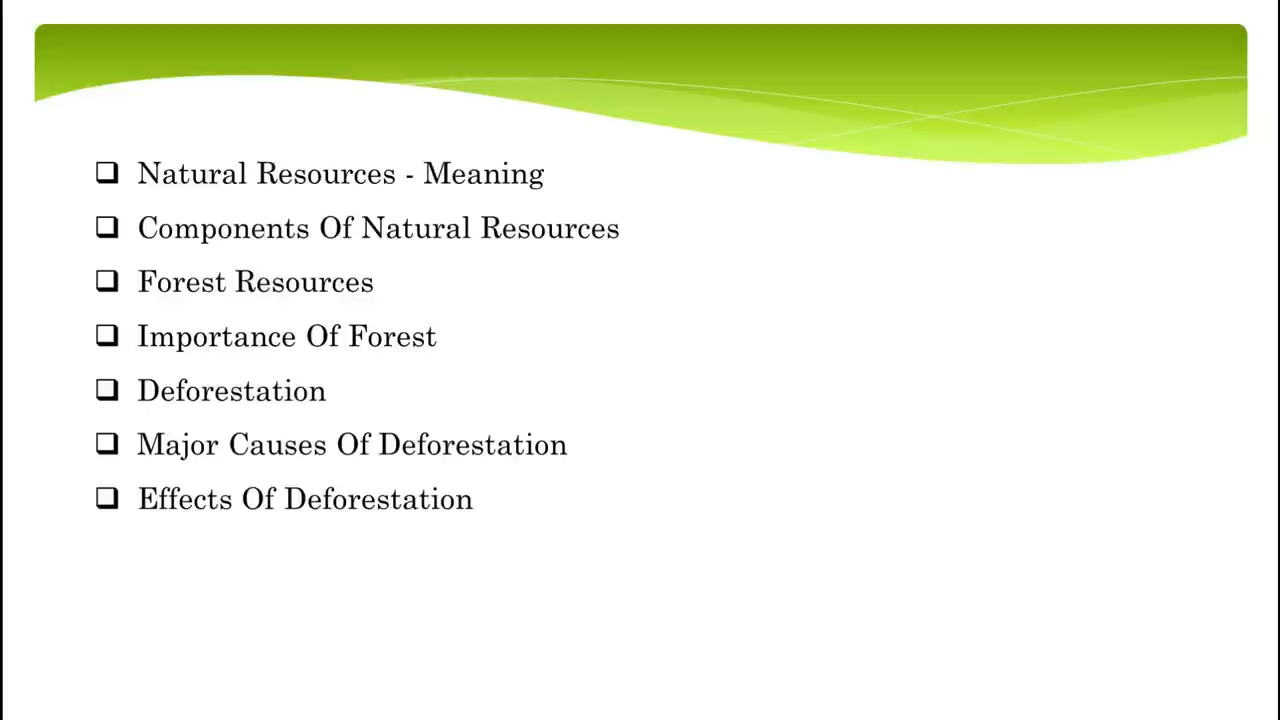 ❑ Natural Resources - Meaning
❑ Components Of Natural Resources
❑ Forest Resources
❑ Importance Of Forest
❑ Deforestation
❑ Major Causes Of Deforestation
❑ Effects Of Deforestation